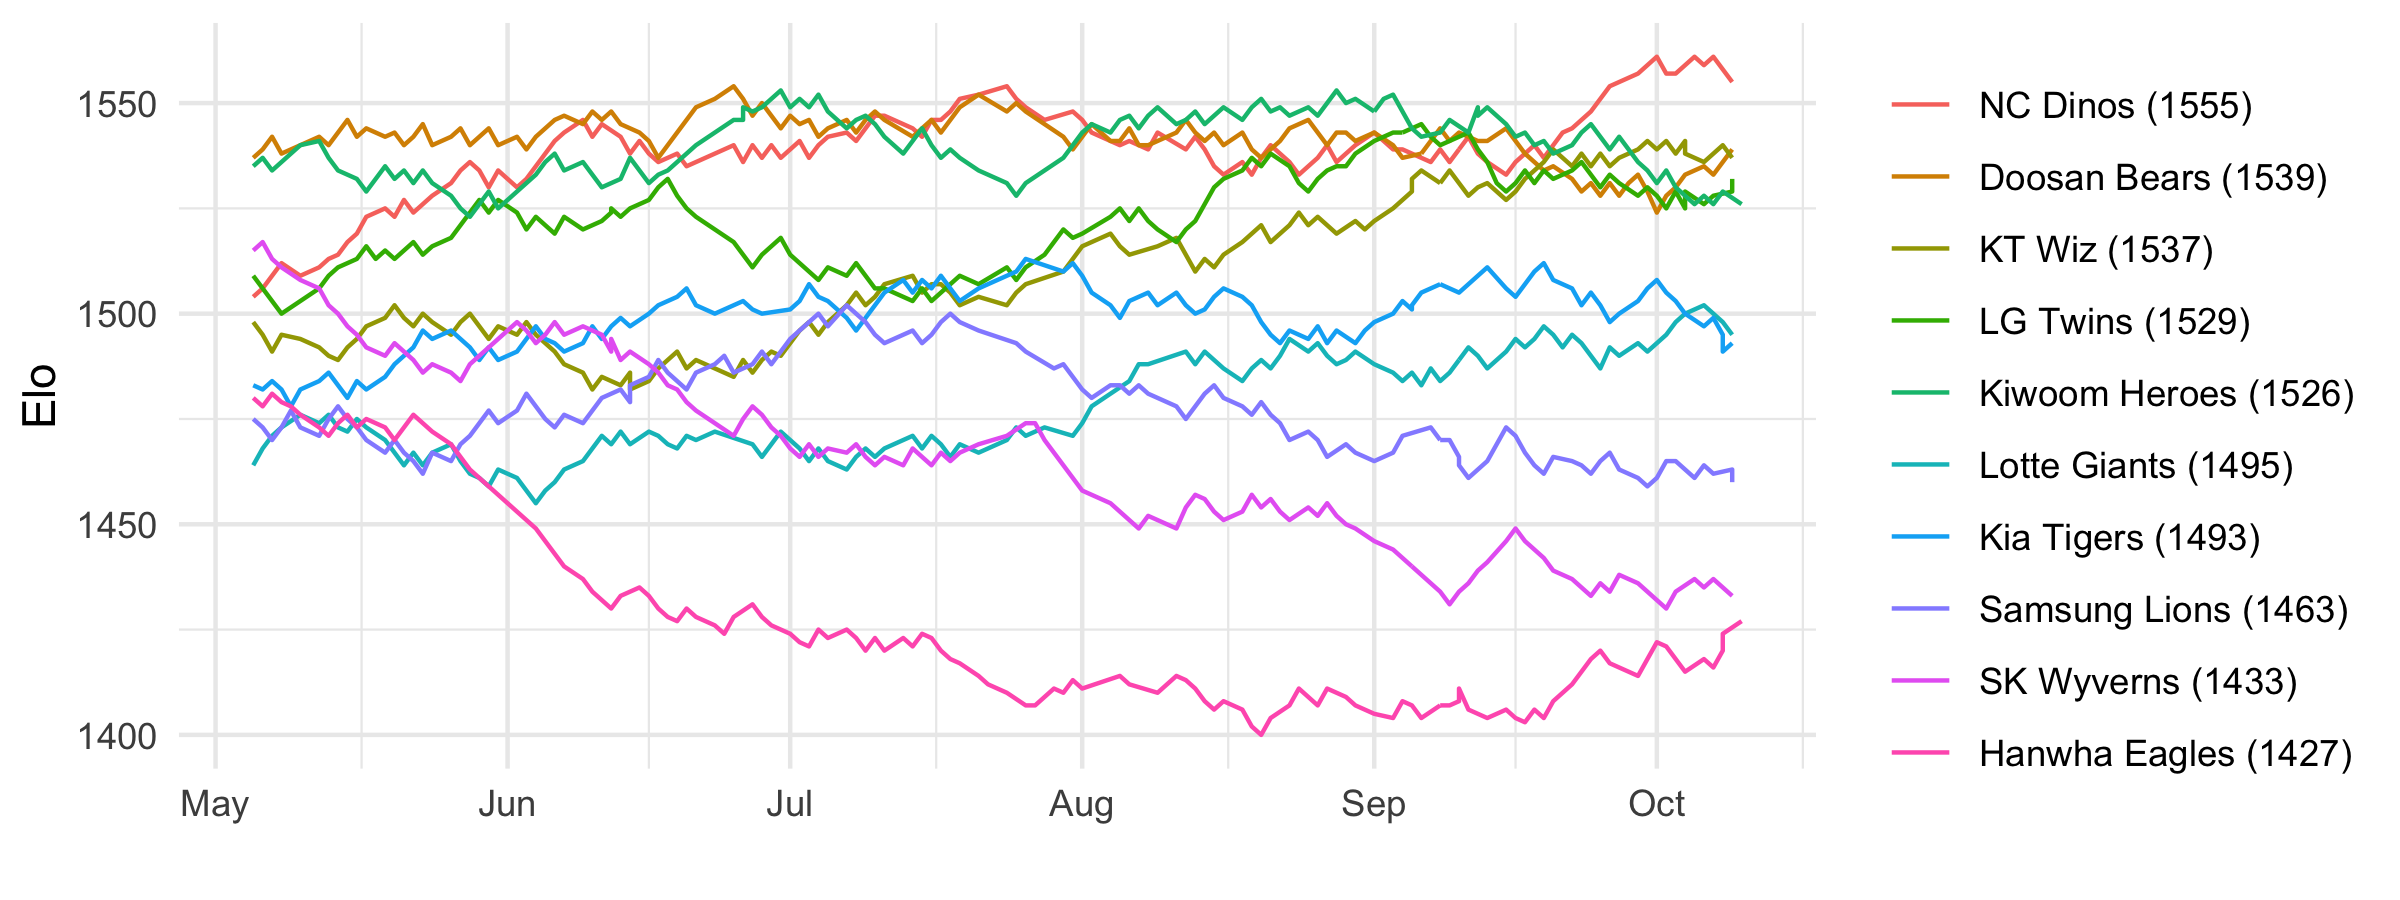 Elo
1550
1500
1450
1400
May Jun Jul Aug Sep Oct
NC Dinos (1555)
Doosan Bears (1539)
KT Wiz (1537)
LG Twins (1529)
Kiwoom Heroes (1526)
Lotte Giants (1495)
Kia Tigers (1493)
Samsung Lions (1463)
SK Wyverns (1433)
Hanwha Eagles (1427)